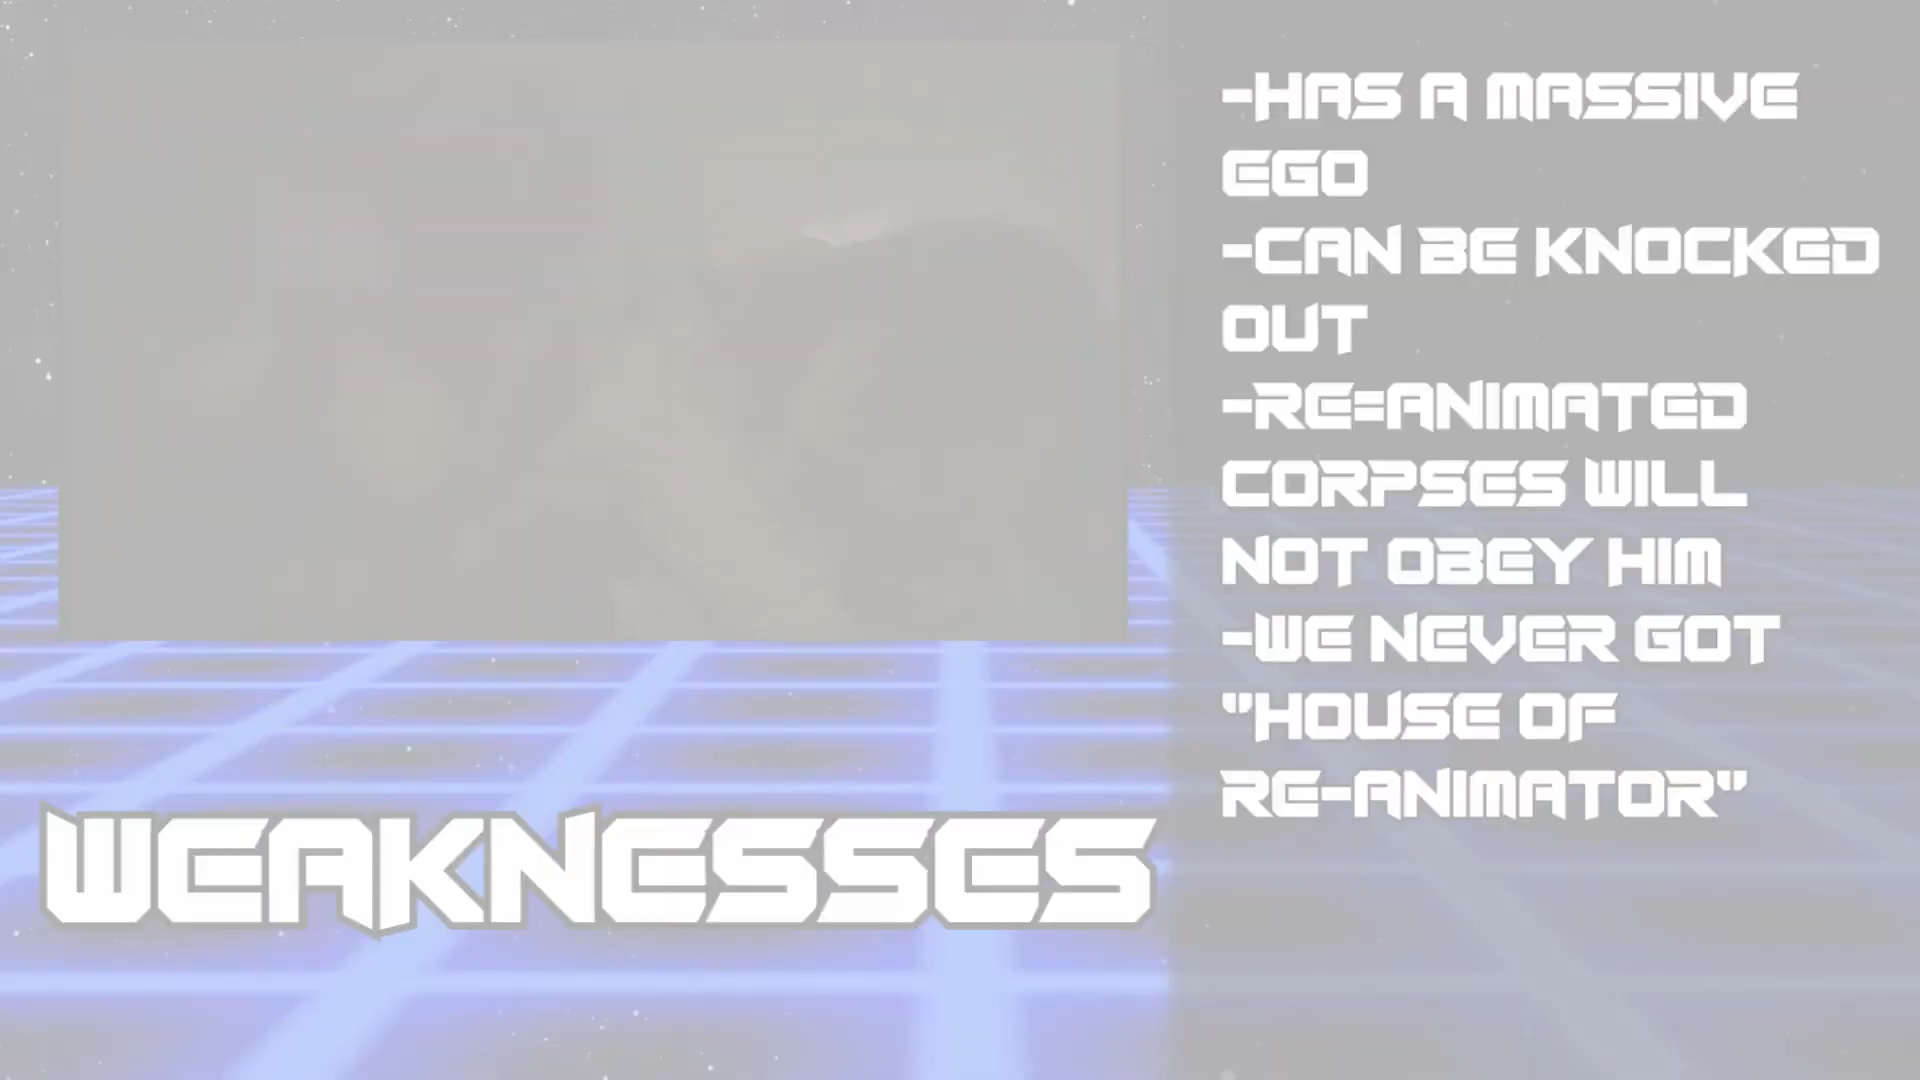 -HAS A MASSIVE
EGO
-CAN BE KNOCKED
OUT
-RE=ANIMATED
CORPSES WILL
NOT OBEY HIM
-WE NEVER GOT
"HOUSE OF
RE-ANIMATOR"
WEAKNESSES